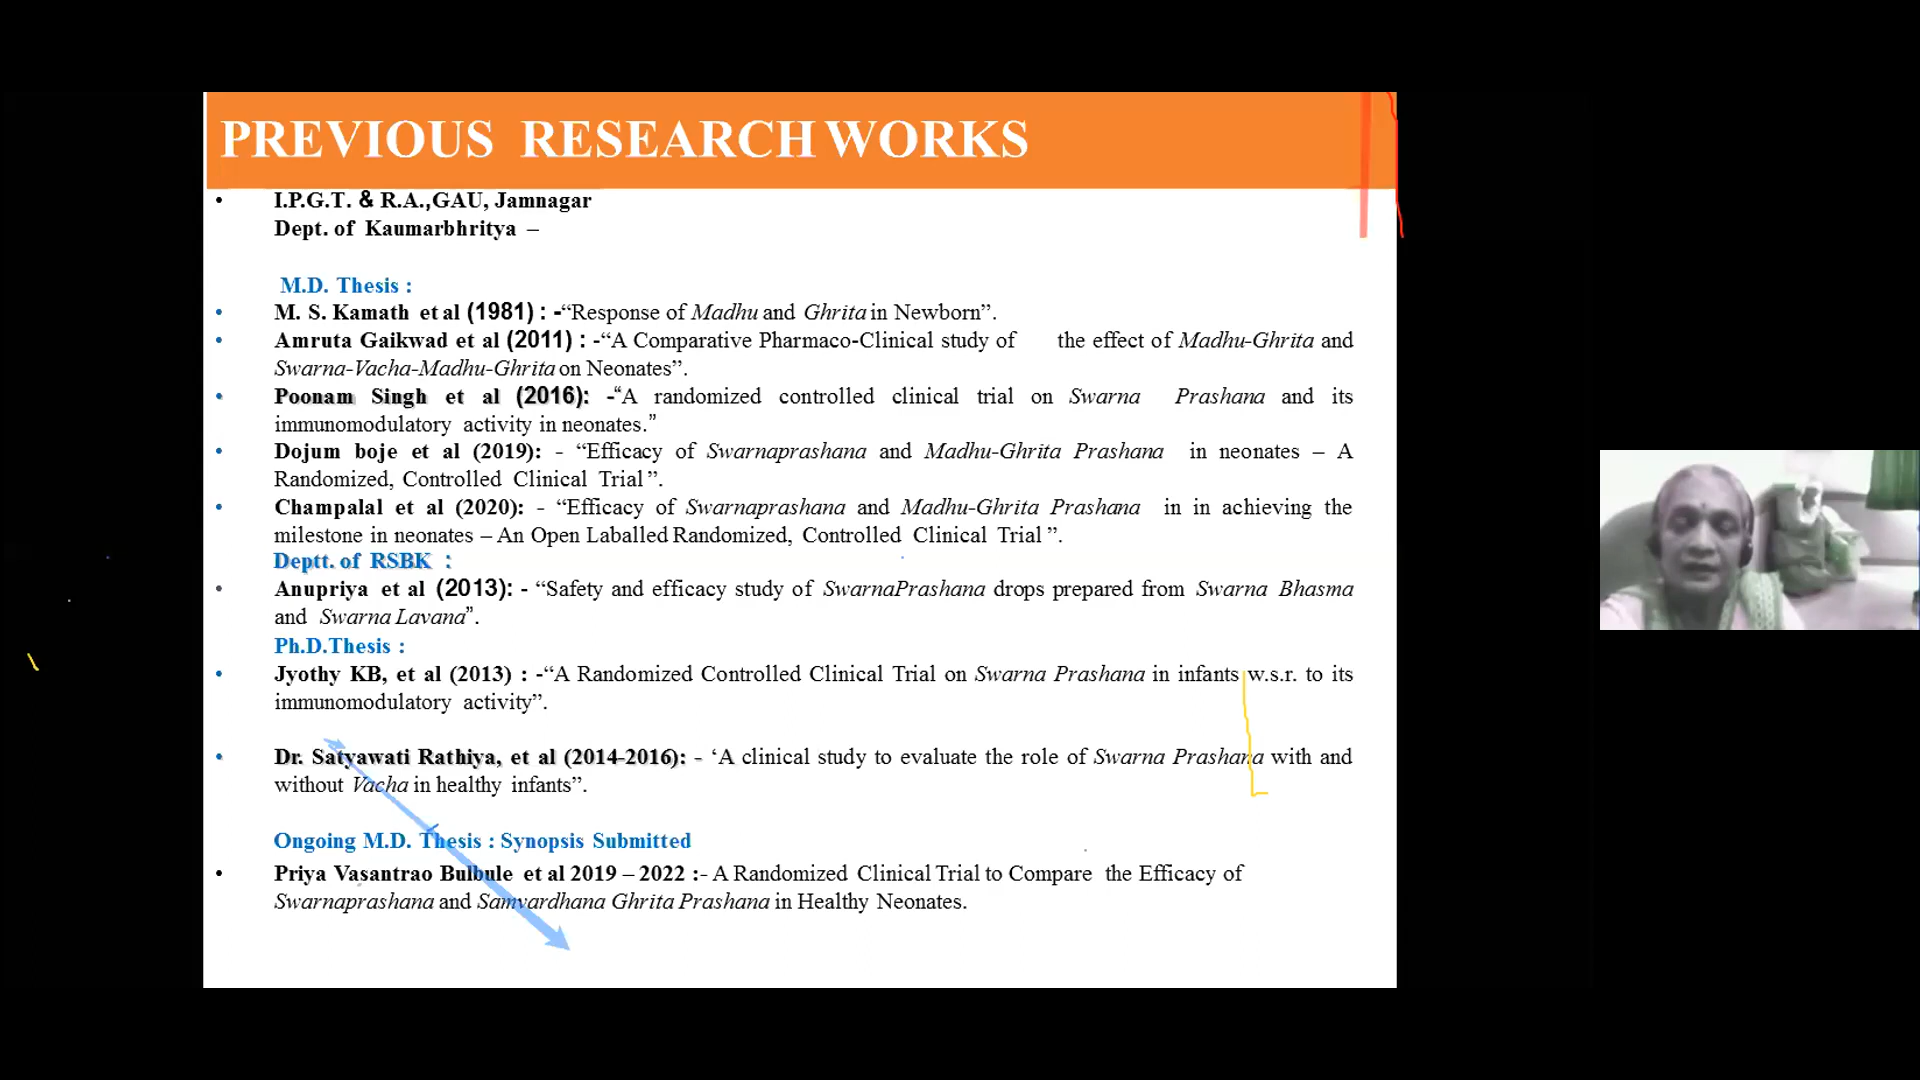 PREVIOUS RESEARCH WORKS
• I.P.G.T. & R.A.,GAU, Jamnagar
Dept. of Kaumarbhritya –
M.D. Thesis :
• M. S. Kamath et al (1981) : -“Response of Madhu and Ghrita in Newborn”.
• Amruta Gaikwad et al (2011) : -“A Comparative Pharmaco-Clinical study of the effect of Madhu-Ghrita and
Swarna-Vacha-Madhu-Ghrita on Neonates”.
• Poonam Singh et al (2016): -“A randomized controlled clinical trial on Swarna Prashana and its
immunomodulatory activity in neonates.”
• Dojum boje et al (2019): - “Efficacy of Swarnaprashana and Madhu-Ghrita Prashana in neonates – A
Randomized, Controlled Clinical Trial”.
• Champalal et al (2020): - “Efficacy of Swarnaprashana and Madhu-Ghrita Prashana in in achieving the
milestone in neonates – An Open Laballed Randomized, Controlled Clinical Trial ”.
Deptt. of RSBK :
• Anupriya et al (2013): - “Safety and efficacy study of SwarnaPrashana drops prepared from Swarna Bhasma
and Swarna Lavana”.
Ph.D.Thesis :
• Jyothy KB, et al (2013) : -“A Randomized Controlled Clinical Trial on Swarna Prashana in infants w.s.r. to its
immunomodulatory activity”.
• Dr. Satyawati Rathiya, et al (2014-2016): - ‘A clinical study to evaluate the role of Swarna Prashana with and
without Vacha in healthy infants”.
Ongoing M.D. Thesis : Synopsis Submitted
• Priya Vasantrao Bulbule et al 2019 – 2022 :- A Randomized Clinical Trial to Compare the Efficacy of
Swarnaprashana and Samvardhana Ghrita Prashana in Healthy Neonates.